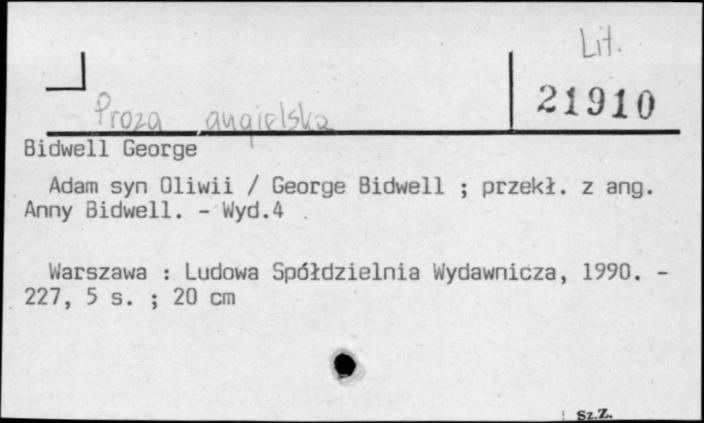 Lit.
21910
Proza angielska
Bidwell George
Adam syn Oliwii / George Bidwell ; przekł. z ang.
Anny Bidwell. - Wyd.4
Warszawa : Ludowa Spółdzielnia Wydawnicza, 1990. -
227, 5 s. ; 20 cm
Sz.Z.